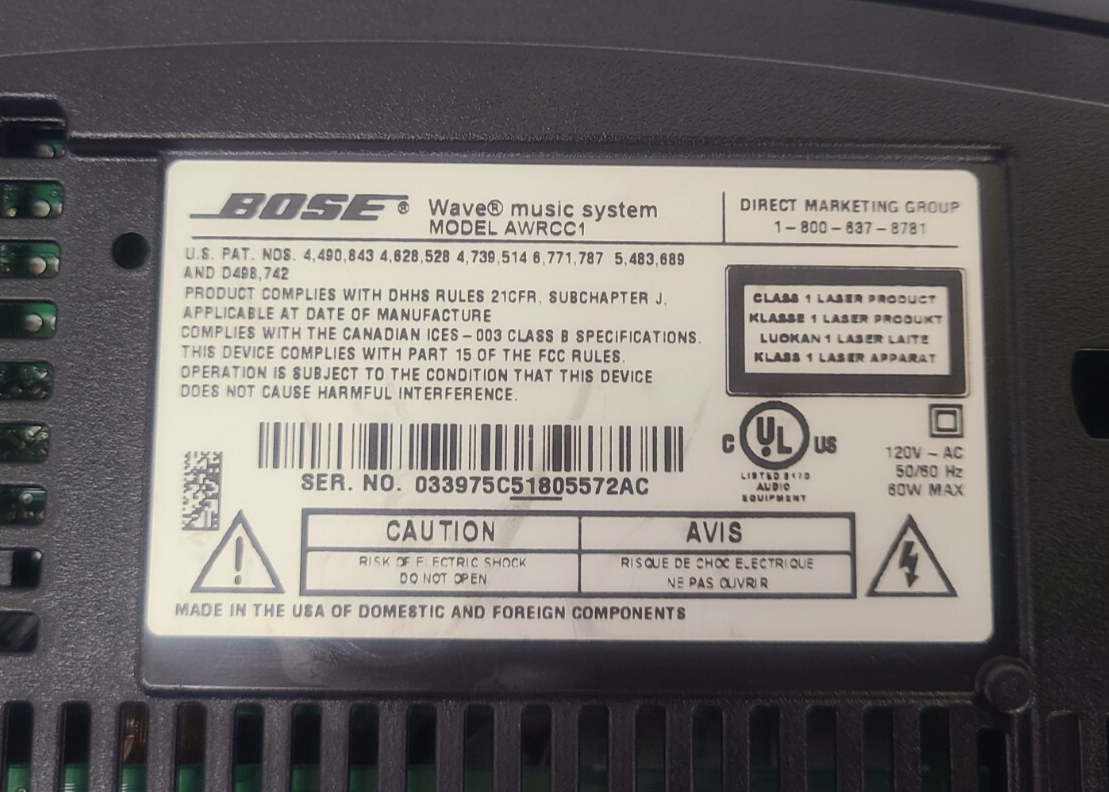 BOSE® Wave® music system
MODEL AWRCC1
DIRECT MARKETING GROUP
1-800-637-8781
U.S. PAT. NOS. 4,490,843 4,628,528 4,739,514 6,771,787 5,483,689
AND D498,742
PRODUCT COMPLIES WITH DHHS RULES 21CFR, SUBCHAPTER J,
APPLICABLE AT DATE OF MANUFACTURE
COMPLIES WITH THE CANADIAN ICES-003 CLASS B SPECIFICATIONS.
THIS DEVICE COMPLIES WITH PART 15 OF THE FCC RULES.
OPERATION IS SUBJECT TO THE CONDITION THAT THIS DEVICE
DOES NOT CAUSE HARMFUL INTERFERENCE.
CLASS 1 LASER PRODUCT
KLASSE 1 LASER PRODUKT
LUOKAN 1 LASER LAITE
KLASS 1 LASER APPARAT
C UL US
LISTED 3170
AUDIO
EQUIPMENT
120V ~ AC
50/60 Hz
60W MAX
SER. NO. 033975C51805572AC
CAUTION
RISK OF ELECTRIC SHOCK
DO NOT OPEN
AVIS
RISQUE DE CHOC ELECTRIQUE
NE PAS OUVRIR
MADE IN THE USA OF DOMESTIC AND FOREIGN COMPONENTS